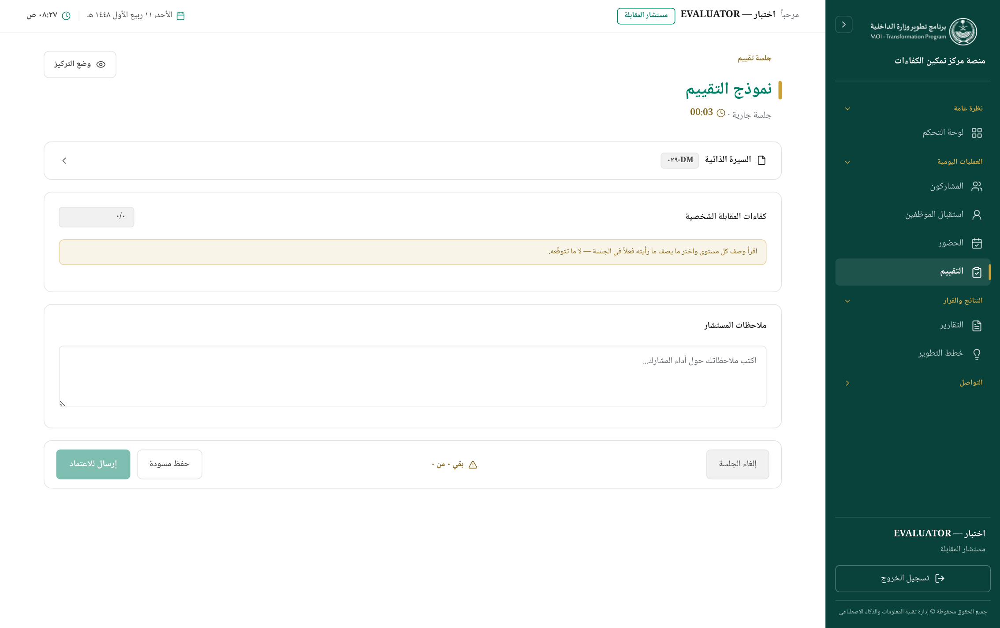 برنامج تطوير وزارة الداخلية
MOI - Transformation Program
منصة مركز تمكين الكفاءات
نظرة عامة
لوحة التحكم
العمليات اليومية
المشاركون
استقبال الموظفين
الحضور
التقييم
النتائج والقرار
التقارير
خطط التطوير
التواصل
اختبار — EVALUATOR
مستشار المقابلة
تسجيل الخروج
جميع الحقوق محفوظة © إدارة تقنية المعلومات والذكاء الاصطناعي
مرحباً اختبار — EVALUATOR مستشار المقابلة
الأحد، ١١ ربيع الأول ١٤٤٨ هـ
٠٨:٢٧ ص
جلسة تقييم
وضع التركيز
نموذج التقييم
جلسة جارية · 00:03
السيرة الذاتية DM-٠٢٩
كفاءات المقابلة الشخصية
٠/٠
اقرأ وصف كل مستوى واختر ما يصف ما رأيته فعلاً في الجلسة — لا ما تتوقّعه.
ملاحظات المستشار
اكتب ملاحظاتك حول أداء المشارك...
إلغاء الجلسة
بقي ٠ من ٠
حفظ مسودة
إرسال للاعتماد